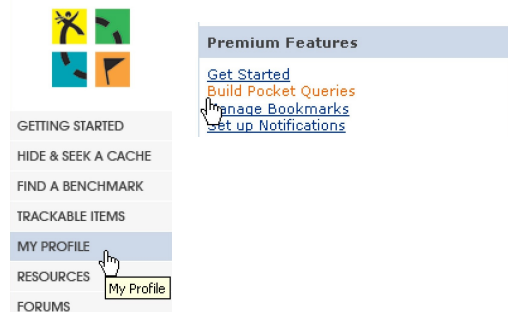 Premium Features
Get Started
Build Pocket Queries
Manage Bookmarks
Set up Notifications
GETTING STARTED
HIDE & SEEK A CACHE
FIND A BENCHMARK
TRACKABLE ITEMS
MY PROFILE
RESOURCES
My Profile
FORUMS